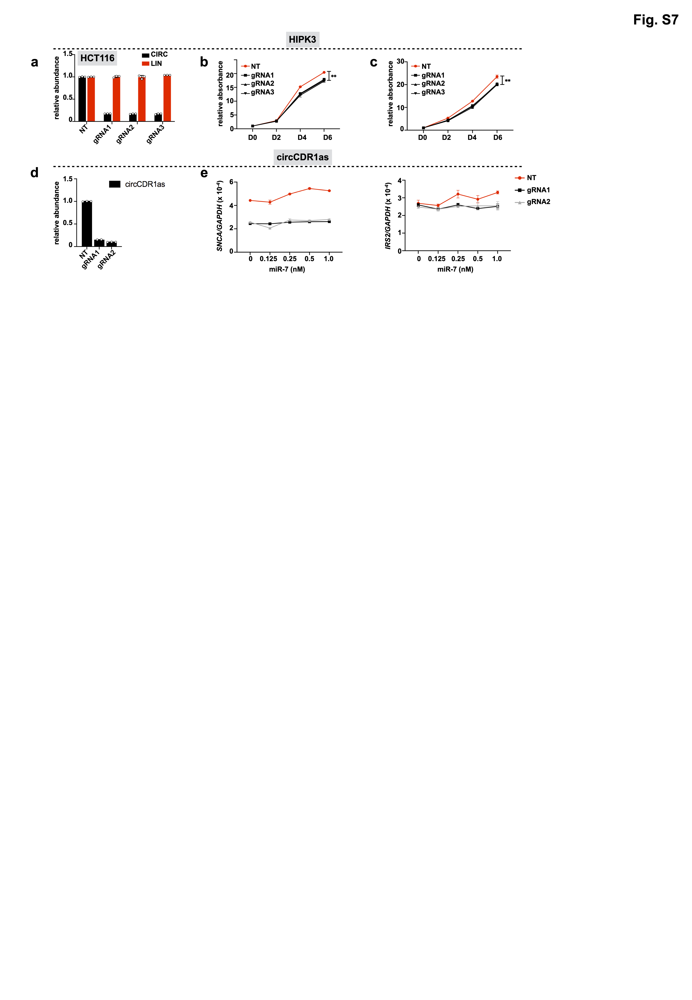 Fig. S7
HIPK3
a
HCT116
CIRC
LIN
relative abundance
1.5
1.0
0.5
0
NT
gRNA1
gRNA2
gRNA3
b
NT
gRNA1
gRNA2
gRNA3
relative absorbance
20
15
10
5
0
**
D0 D2 D4 D6
c
NT
gRNA1
gRNA2
gRNA3
relative absorbance
30
20
10
0
**
D0 D2 D4 D6
circCDR1as
d
circCDR1as
relative abundance
1.5
1.0
0.5
0
NT
gRNA1
gRNA2
e
SNCA/GAPDH (x 10-4)
6
4
2
0
0 0.125 0.25 0.5 1.0
miR-7 (nM)
IRS2/GAPDH (x 10-4)
4
3
2
1
0
0 0.125 0.25 0.5 1.0
miR-7 (nM)
NT
gRNA1
gRNA2